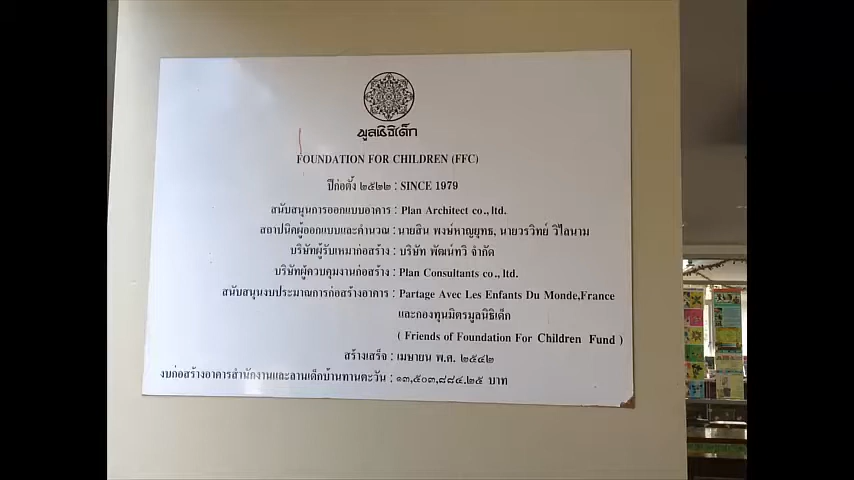 มูลนิธิเด็ก
FOUNDATION FOR CHILDREN (FFC)
ปีก่อตั้ง ๒๕๒๒ : SINCE 1979
สนับสนุนการออกแบบอาคาร : Plan Architect co., ltd.
สถาปนิคผู้ออกแบบและคำนวณ : นายสิน พงษ์หาญยุทธ, นายวรวิทย์ วิไลนาม
บริษัทผู้รับเหมาก่อสร้าง : บริษัท พัฒน์ทวี จำกัด
บริษัทผู้ควบคุมงานก่อสร้าง : Plan Consultants co., ltd.
สนับสนุนงบประมาณการก่อสร้างอาคาร : Partage Avec Les Enfants Du Monde,France
และกองทุนมิตรมูลนิธิเด็ก
( Friends of Foundation For Children Fund )
สร้างเสร็จ : เมษายน พ.ศ. ๒๕๔๒
งบก่อสร้างอาคารสำนักงานและลานเด็กบ้านทานตะวัน : ๑๓,๕๐๓,๘๘๔.๒๕ บาท